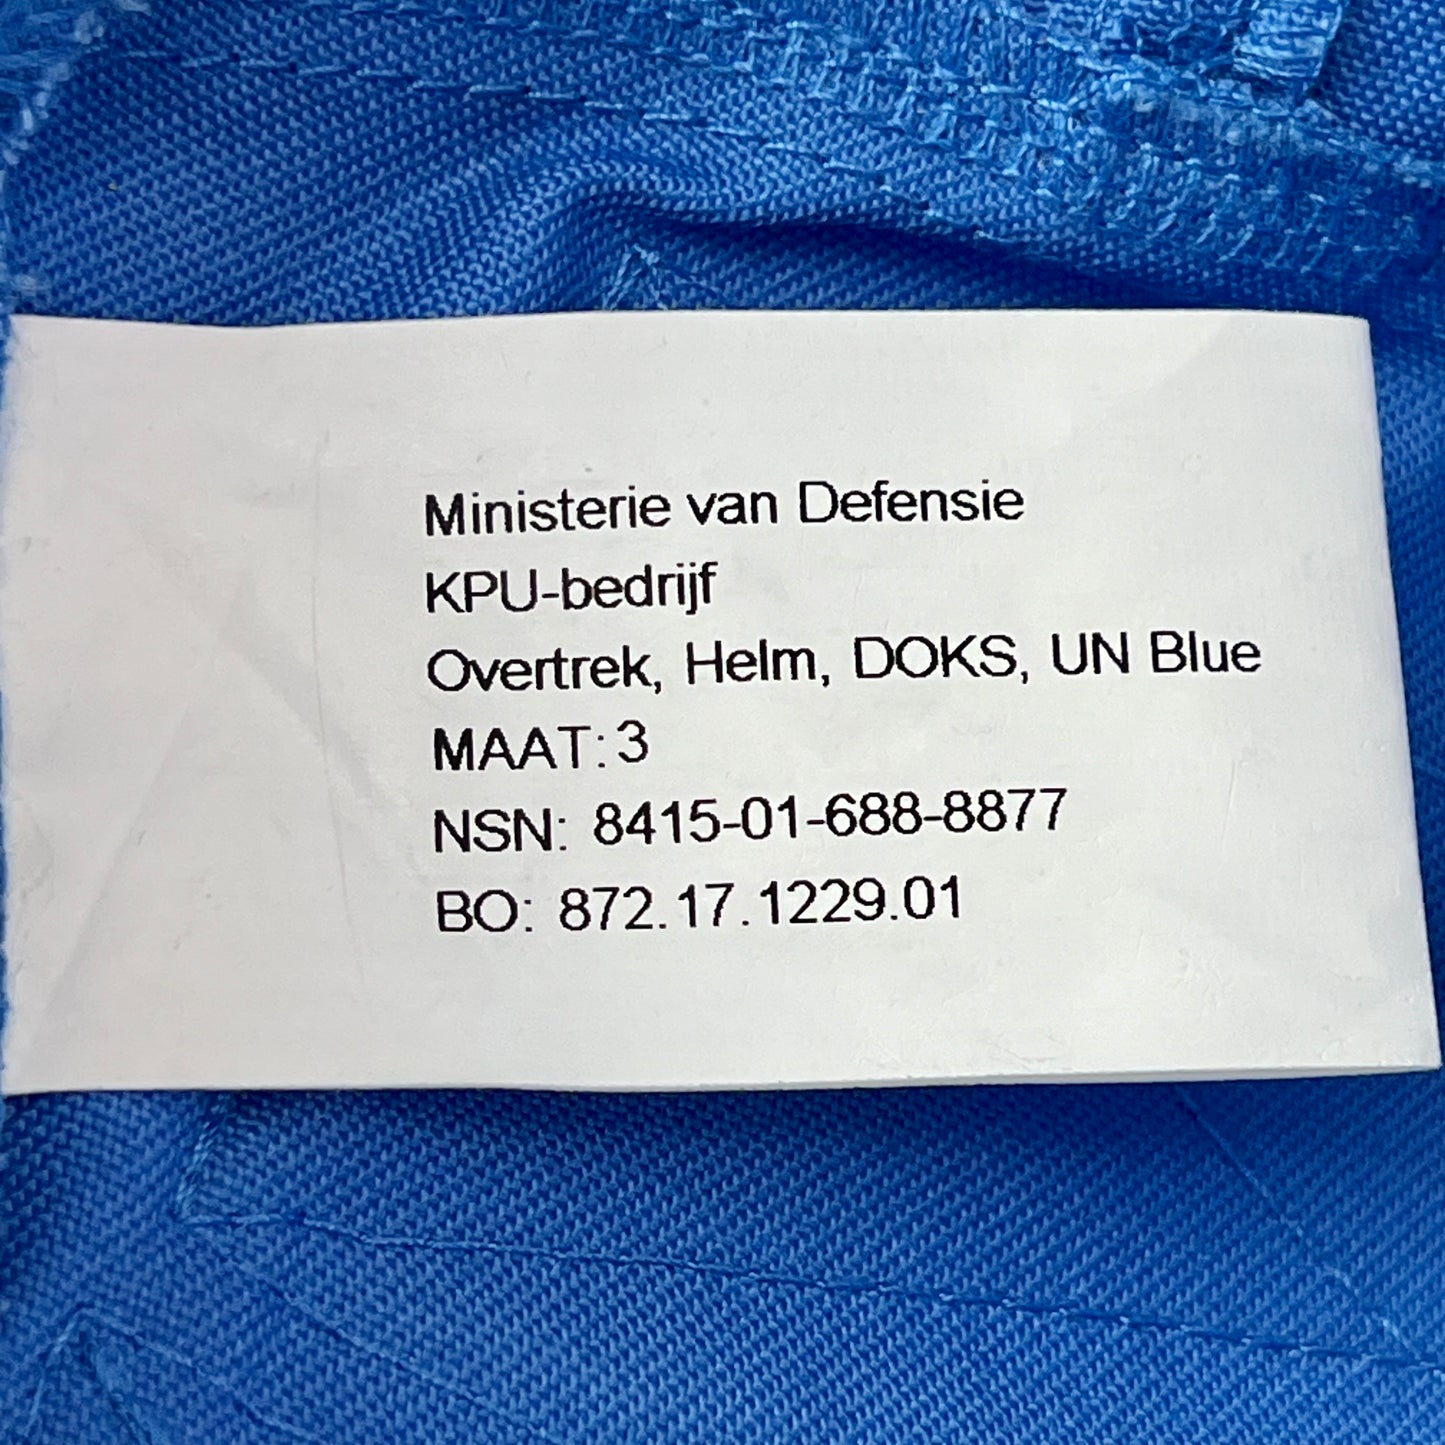 Ministerie van Defensie
KPU-bedrijf
Overtrek, Helm, DOKS, UN Blue
MAAT: 3
NSN: 8415-01-688-8877
BO: 872.17.1229.01